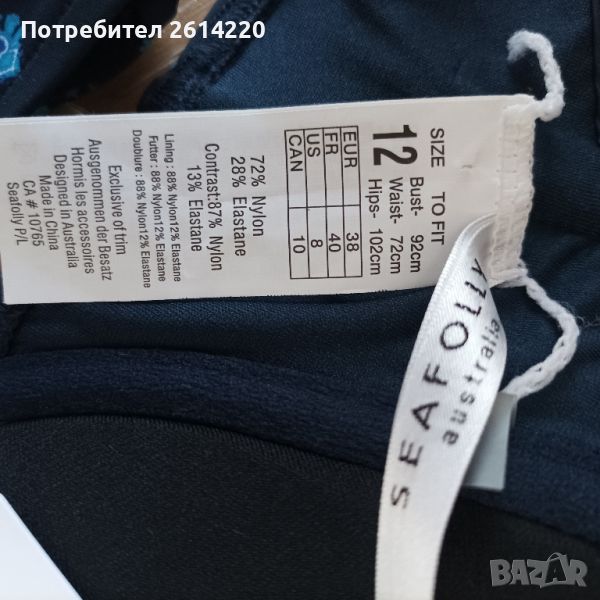 Потребител 2614220
SIZE TO FIT
12 Bust- 92cm
Waist- 72cm
Hips- 102cm
EUR 38
FR 40
US 8
CAN 10
72% Nylon
28% Elastane
Contrast:87% Nylon
13% Elastane
Lining : 88% Nylon12% Elastane
Futter : 88% Nylon12% Elastane
Doublure : 88% Nylon12% Elastane
Exclusive of trim
Ausgenommen der Besatz
Hormis les accessoires
Designed in Australia
Made in China
CA # 10765
Seafolly P/L
SEAFOLLY
australia
BAZAR